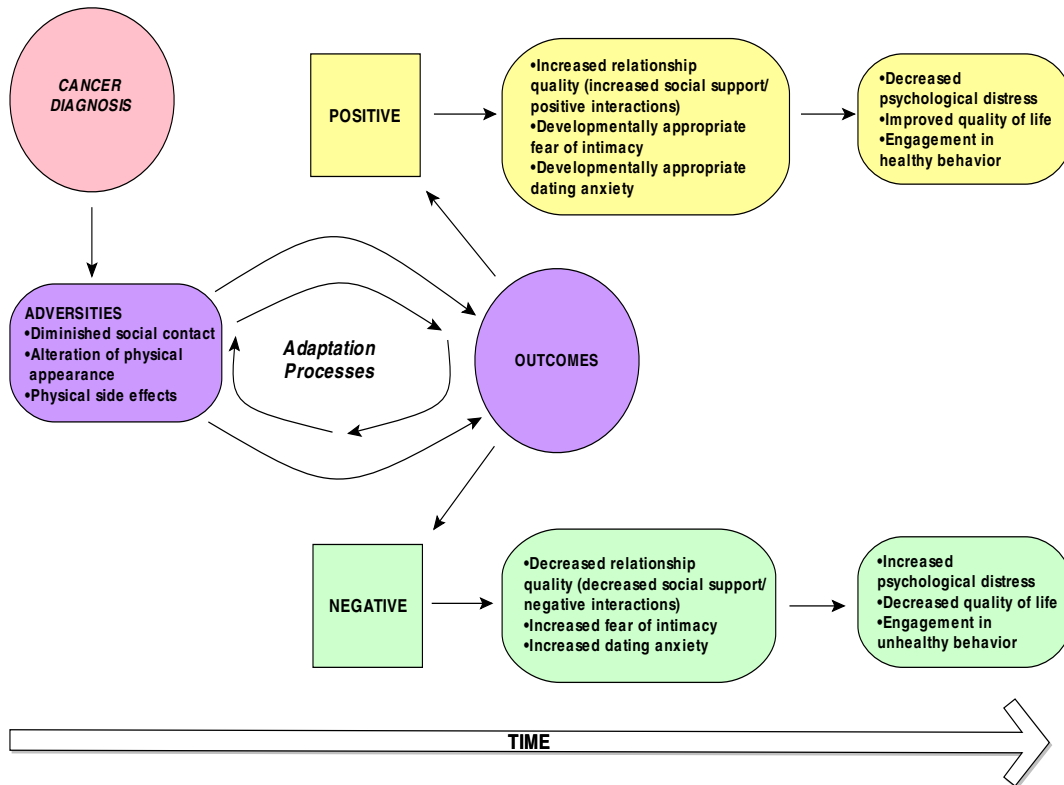 CANCER
DIAGNOSIS
POSITIVE
•Increased relationship
quality (increased social support/
positive interactions)
•Developmentally appropriate
fear of intimacy
•Developmentally appropriate
dating anxiety
•Decreased
psychological distress
•Improved quality of life
•Engagement in
healthy behavior
ADVERSITIES
•Diminished social contact
•Alteration of physical
appearance
•Physical side effects
Adaptation
Processes
OUTCOMES
NEGATIVE
•Decreased relationship
quality (decreased social support/
negative interactions)
•Increased fear of intimacy
•Increased dating anxiety
•Increased
psychological distress
•Decreased quality of life
•Engagement in
unhealthy behavior
TIME